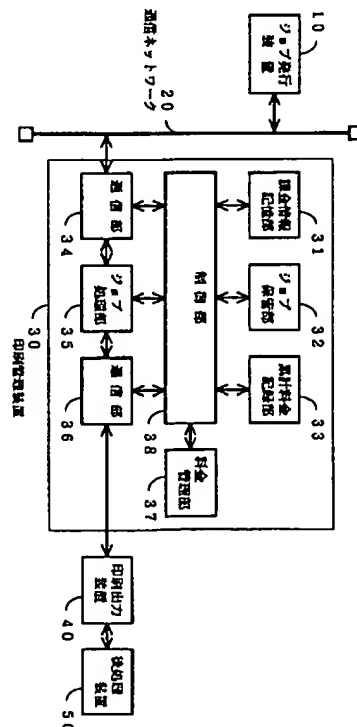 10
ジョブ発行
装置
20
通信ネットワーク
30
印刷管理装置
31
課金情報
記憶部
32
ジョブ
保管部
33
累計料金
記録部
34
通信部
35
ジョブ
処理部
36
通信部
37
料金
管理部
38
制御部
40
印刷出力
装置
50
後処理
装置